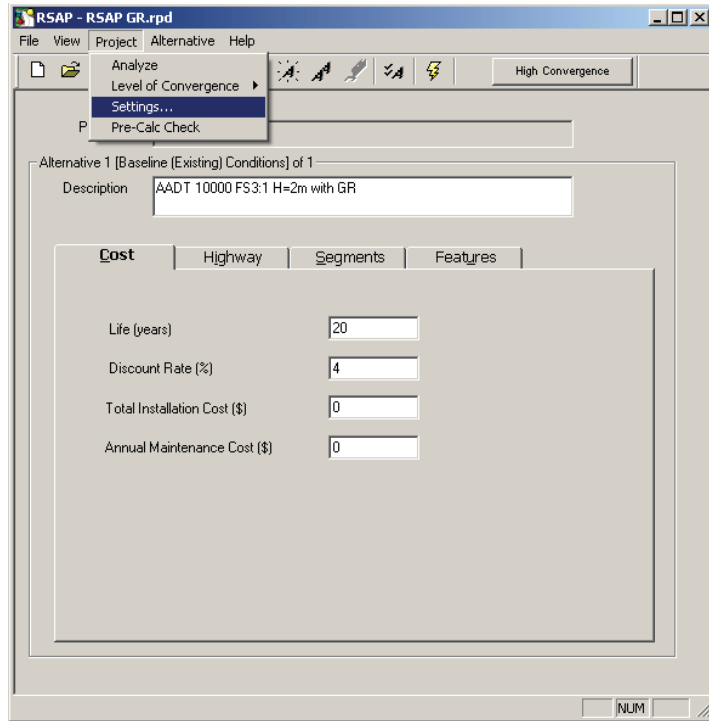 RSAP - RSAP GR.rpd
File View Project Alternative Help
Analyze
Level of Convergence
Settings...
Pre-Calc Check
High Convergence
P
Alternative 1 [Baseline (Existing) Conditions] of 1
Description AADT 10000 FS3:1 H=2m with GR
Cost Highway Segments Features
Life (years) 20
Discount Rate (%) 4
Total Installation Cost ($) 0
Annual Maintenance Cost ($) 0
NUM